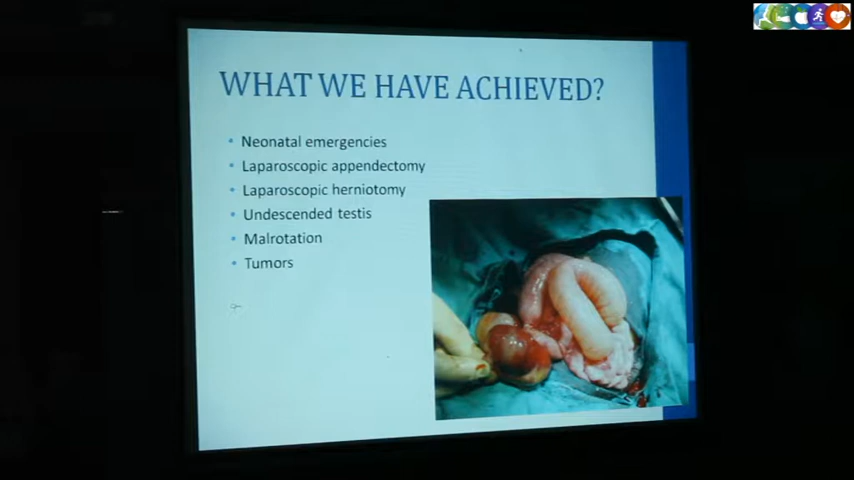 WHAT WE HAVE ACHIEVED?
• Neonatal emergencies
• Laparoscopic appendectomy
• Laparoscopic herniotomy
• Undescended testis
• Malrotation
• Tumors